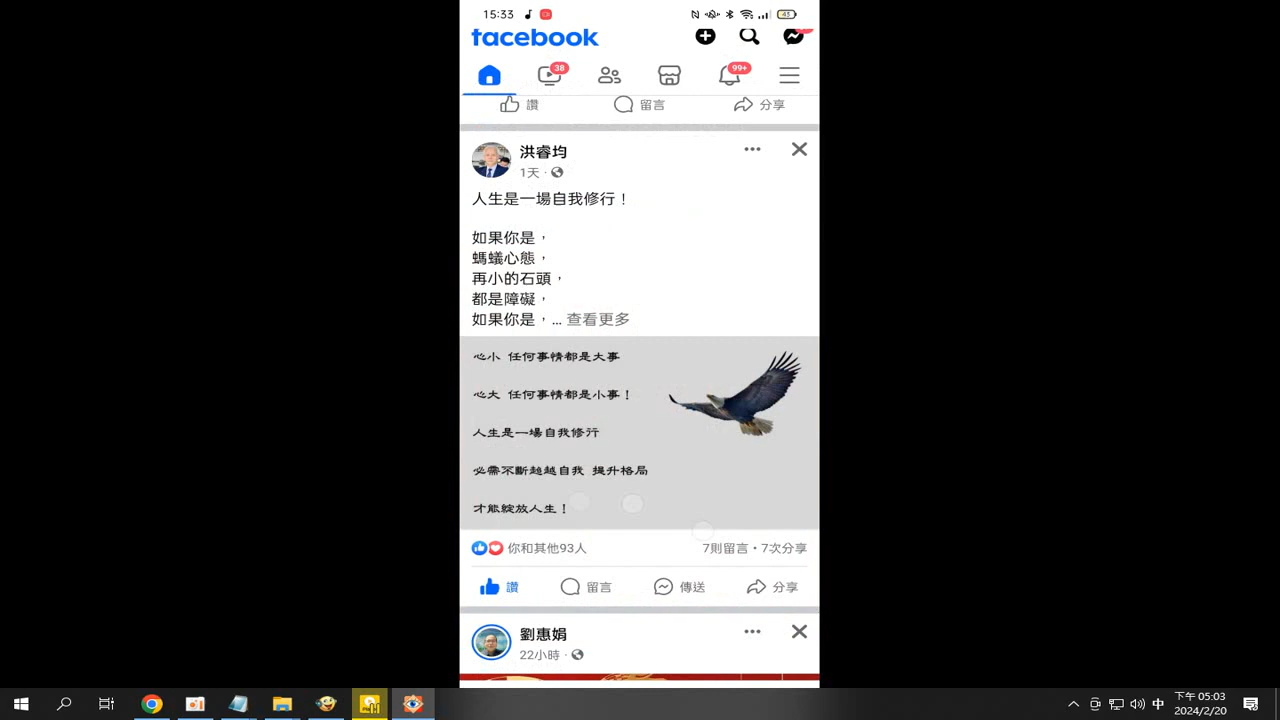 15:33
43
facebook
38
99+
讚 留言 分享
洪睿均
1天
人生是一場自我修行！
如果你是，
螞蟻心態，
再小的石頭，
都是障礙，
如果你是，... 查看更多
心小 任何事情都是大事
心大 任何事情都是小事！
人生是一場自我修行
必需不斷超越自我 提升格局
才能綻放人生！
你和其他93人 7則留言・7次分享
讚 留言 傳送 分享
劉惠娟
22小時
中
下午 05:03
2024/2/20